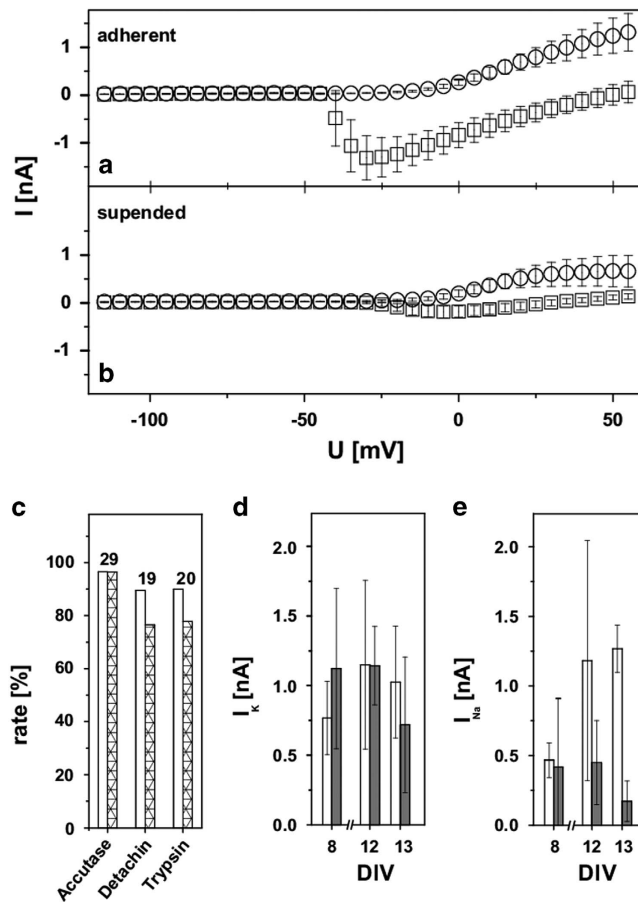 1
adherent
0
-1
a
I [nA]
supended
1
0
-1
b
-100
-50
0
50
U [mV]
c
d
e
100
80
60
40
20
0
rate [%]
29
19
20
Accutase
Detachin
Trypsin
2.0
1.5
1.0
0.5
0.0
I K [nA]
8
12
13
DIV
2.0
1.5
1.0
0.5
0.0
I Na [nA]
8
12
13
DIV